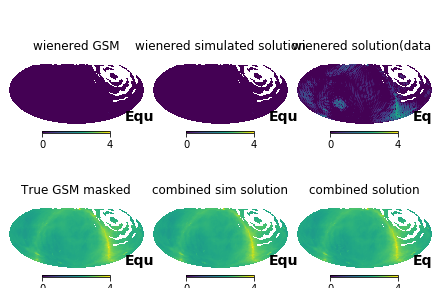 wienered GSM
wienered simulated solution
wienered solution(data
Equ
Equ
Eq
0 4
0 4
0 4
True GSM masked
combined sim solution
combined solution
Equ
Equ
Eq
0 4
0 4
0 4